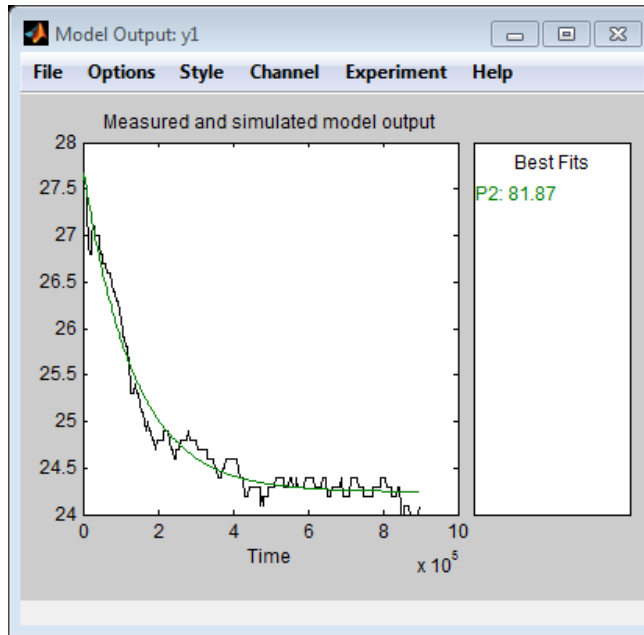 Model Output: y1
File Options Style Channel Experiment Help
Measured and simulated model output
28
27.5
27
26.5
26
25.5
25
24.5
24
0 2 4 6 8 10
x 10^5
Time
Best Fits
P2: 81.87